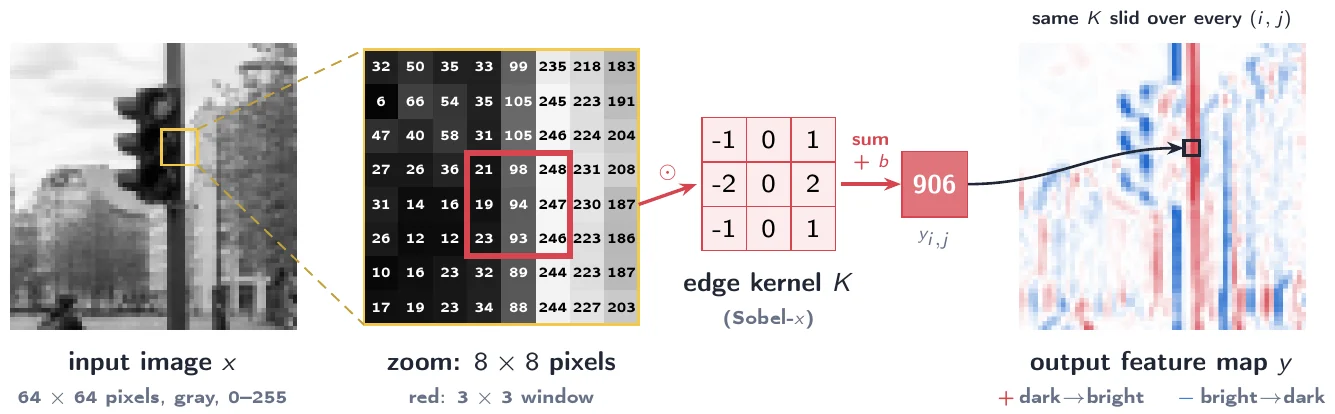 same K slid over every (i, j)
32 50 35 33 99 235 218 183
6 66 54 35 105 245 223 191
47 40 58 31 105 246 224 204
27 26 36 21 98 248 231 208
31 14 16 19 94 247 230 187
26 12 12 23 93 246 223 186
10 16 23 32 89 244 223 187
17 19 23 34 88 244 227 203
⊙
-1 0 1
-2 0 2
-1 0 1
sum
+ b
906
y_{i,j}
edge kernel K
(Sobel-x)
input image x
64 × 64 pixels, gray, 0–255
zoom: 8 × 8 pixels
red: 3 × 3 window
output feature map y
+ dark→bright − bright→dark